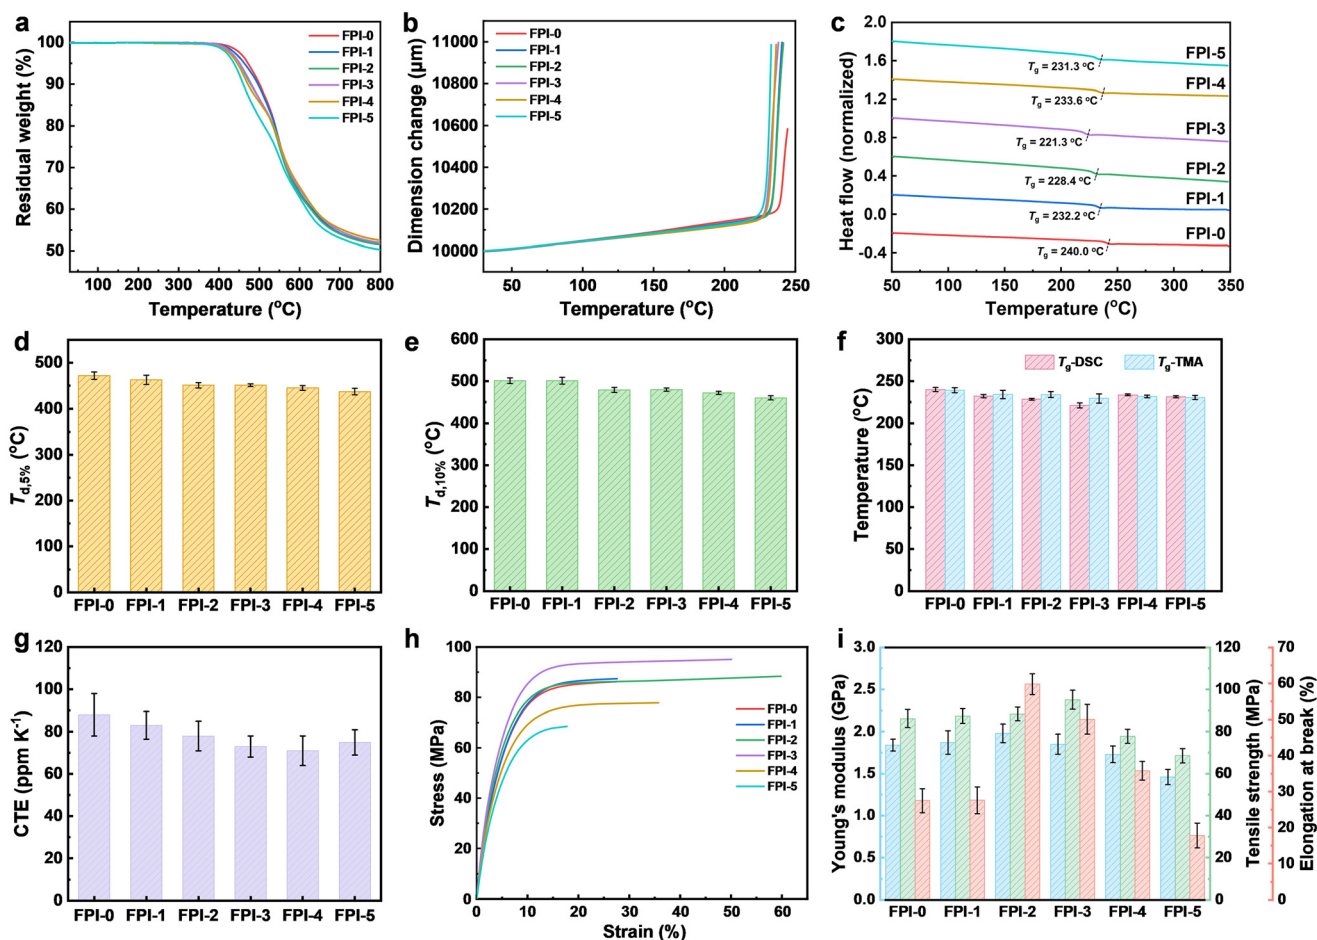 a
Residual weight (%)
100
90
80
70
60
50
100 200 300 400 500 600 700 800
Temperature (°C)
FPI-0
FPI-1
FPI-2
FPI-3
FPI-4
FPI-5
b
Dimension change (μm)
11000
10800
10600
10400
10200
10000
50 100 150 200 250
Temperature (°C)
FPI-0
FPI-1
FPI-2
FPI-3
FPI-4
FPI-5
c
Heat flow (normalized)
2.0
1.6
1.2
0.8
0.4
0.0
-0.4
50 100 150 200 250 300 350
Temperature (°C)
FPI-5
Tg = 231.3 °C
FPI-4
Tg = 233.6 °C
FPI-3
Tg = 221.3 °C
FPI-2
Tg = 228.4 °C
FPI-1
Tg = 232.2 °C
FPI-0
Tg = 240.0 °C
d
Td,5% (°C)
500
400
300
200
100
0
FPI-0 FPI-1 FPI-2 FPI-3 FPI-4 FPI-5
e
Td,10% (°C)
600
500
400
300
200
100
0
FPI-0 FPI-1 FPI-2 FPI-3 FPI-4 FPI-5
f
Temperature (°C)
300
250
200
150
100
50
0
Tg-DSC Tg-TMA
FPI-0 FPI-1 FPI-2 FPI-3 FPI-4 FPI-5
g
CTE (ppm K⁻¹)
120
100
80
60
40
20
0
FPI-0 FPI-1 FPI-2 FPI-3 FPI-4 FPI-5
h
Stress (MPa)
100
80
60
40
20
0
0 10 20 30 40 50 60
Strain (%)
FPI-0
FPI-1
FPI-2
FPI-3
FPI-4
FPI-5
i
Young's modulus (GPa)
3.0
2.5
2.0
1.5
1.0
0.5
0.0
FPI-0 FPI-1 FPI-2 FPI-3 FPI-4 FPI-5
120
100
80
60
40
20
0
Tensile strength (MPa)
70
60
50
40
30
20
10
0
Elongation at break (%)